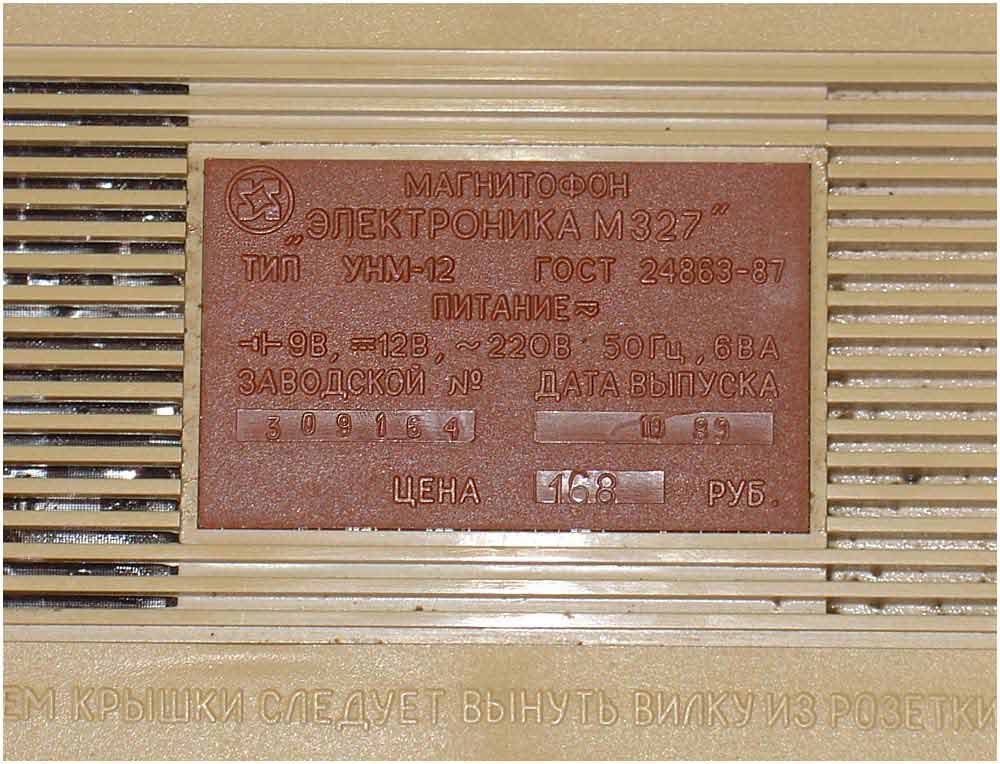 МАГНИТОФОН
„ЭЛЕКТРОНИКА М327"
ТИП УНМ-12 ГОСТ 24863-87
ПИТАНИЕ≂
⊣⊢9В, ⎓12В, ~220В 50Гц, 6ВА
ЗАВОДСКОЙ № ДАТА ВЫПУСКА
309164 10 89
ЦЕНА 168 РУБ.
ЕМ КРЫШКИ СЛЕДУЕТ ВЫНУТЬ ВИЛКУ ИЗ РОЗЕТКИ